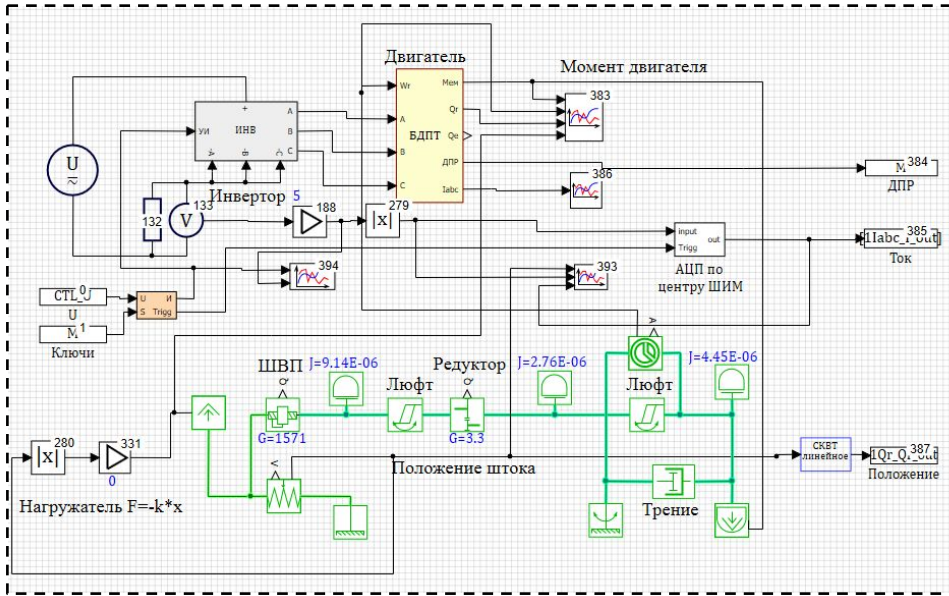 Двигатель
Момент двигателя
Wr
A
B
C
БДПТ
Мем
Qr
Qe
ДПР
Iabc
383
386
384
M
ДПР
+
УИ
ИНВ
A
B
C
U
Инвертор
5
132
133
V
188
279
|x|
394
393
input
Trigg
out
АЦП по
центру ШИМ
385
Ток
CTL_U
0
U
M
1
Ключи
U
S
И
Trigg
A
ШВП
Q
G=1571
J=9.14E-06
Люфт
Редуктор
Q
G=3.3
J=2.76E-06
Люфт
J=4.45E-06
280
|x|
331
0
Нагружатель F=-k*x
V
Положение штока
Трение
СКВТ
линейное
387
Положение